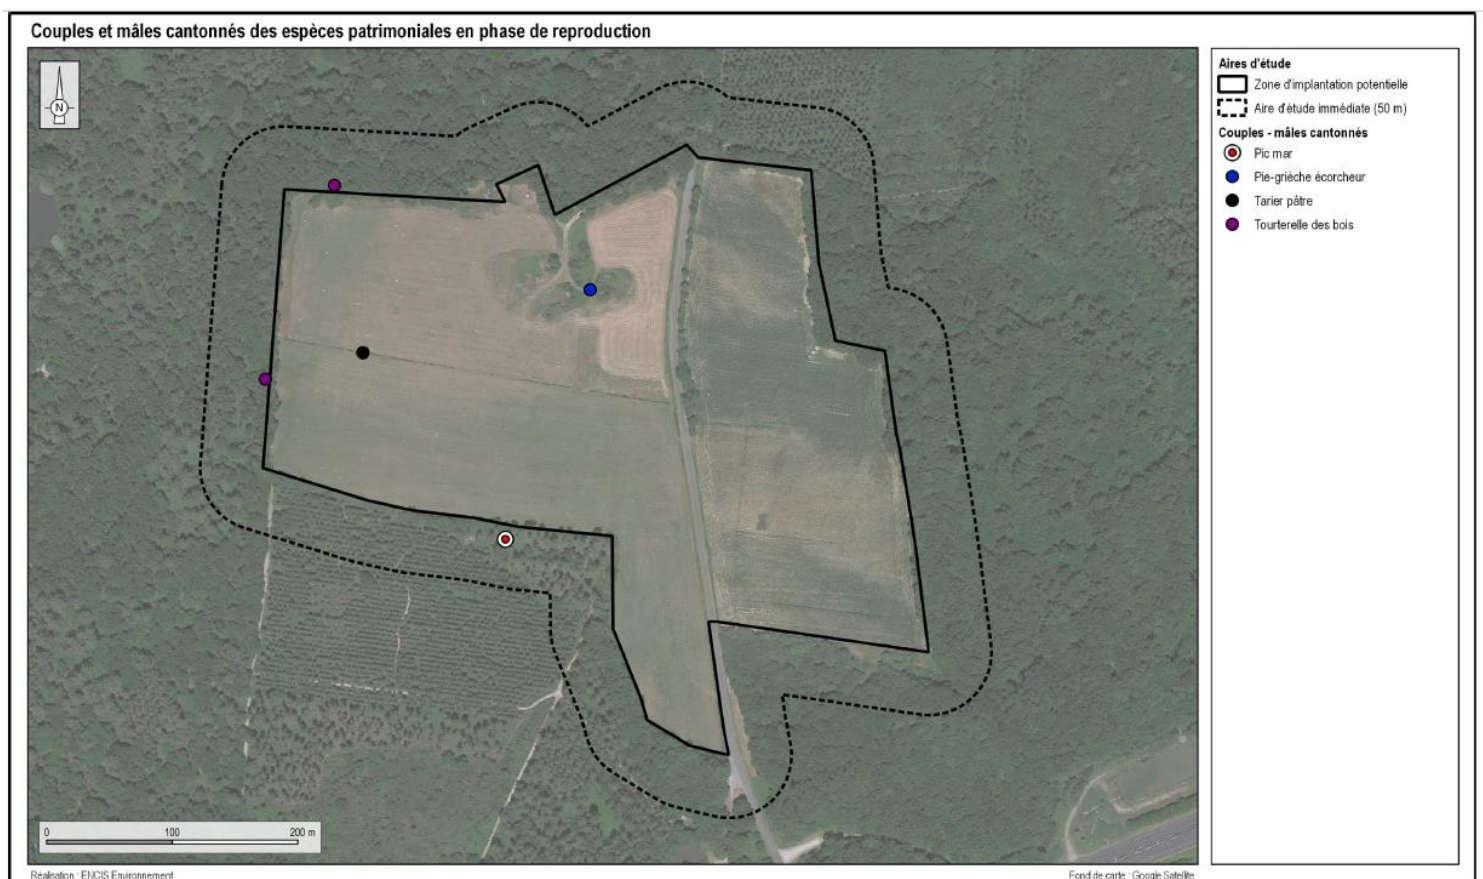 Couples et mâles cantonnés des espèces patrimoniales en phase de reproduction
N
Aires d'étude
Zone d'implantation potentielle
Aire d'étude immédiate (50 m)
Couples - mâles cantonnés
Pic mar
Pie-grièche écorcheur
Tarier pâtre
Tourterelle des bois
0 100 200 m
Réalisation : ENCIS Environnement
Fond de carte : Google Satellite